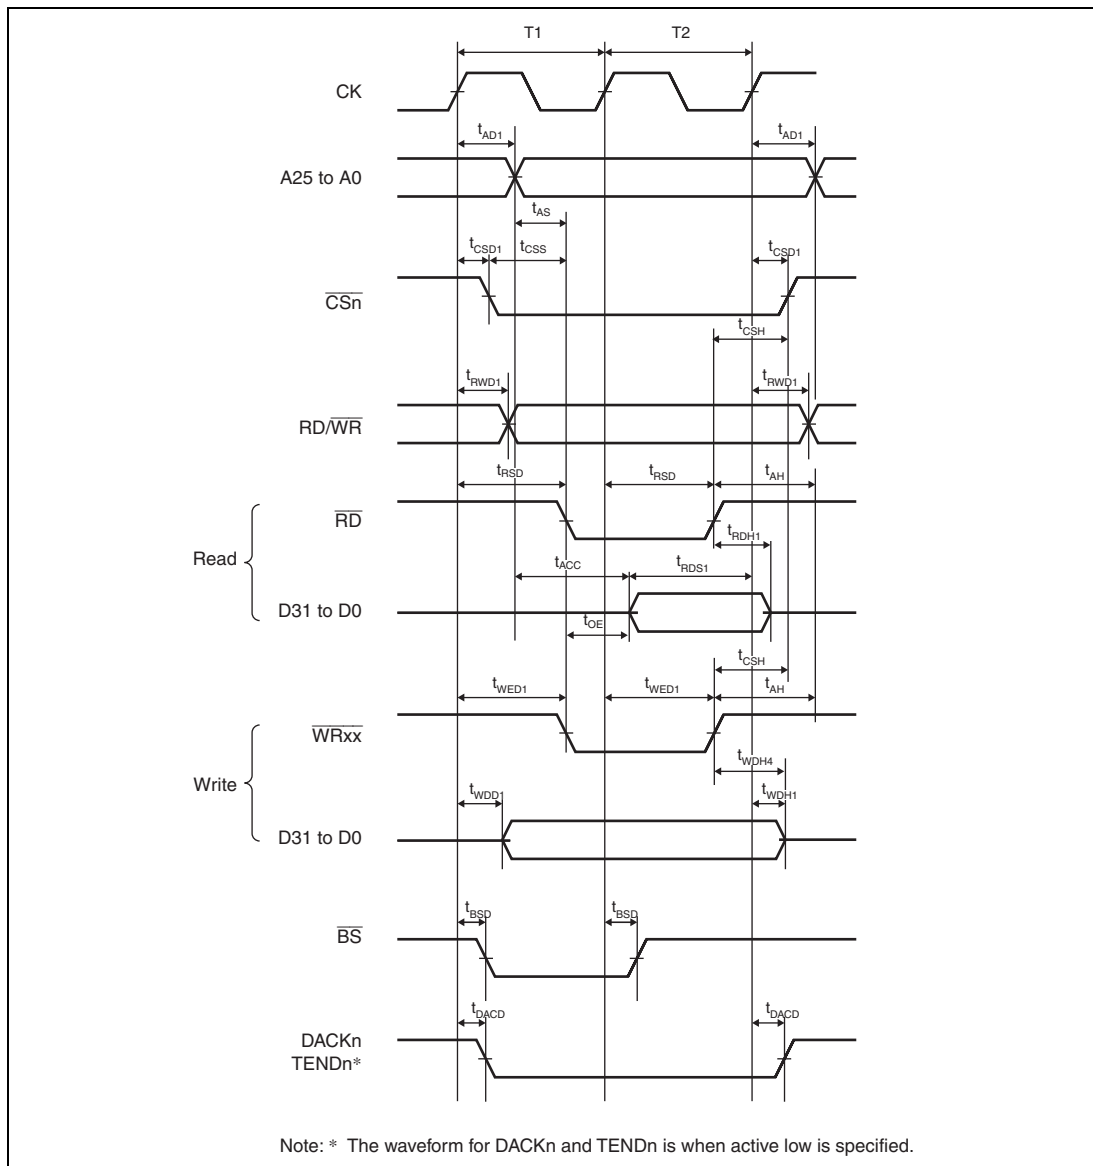 T1 T2
CK
tAD1 tAD1
A25 to A0
tAS
tCSD1 tCSS tCSD1
CSn
tCSH
tRWD1 tRWD1
RD/WR
tRSD tRSD tAH
RD
tRDH1
Read
tACC tRDS1
D31 to D0
tOE
tCSH
tWED1 tWED1 tAH
WRxx
tWDH4
Write
tWDD1 tWDH1
D31 to D0
tBSD tBSD
BS
tDACD tDACD
DACKn
TENDn*
Note: * The waveform for DACKn and TENDn is when active low is specified.